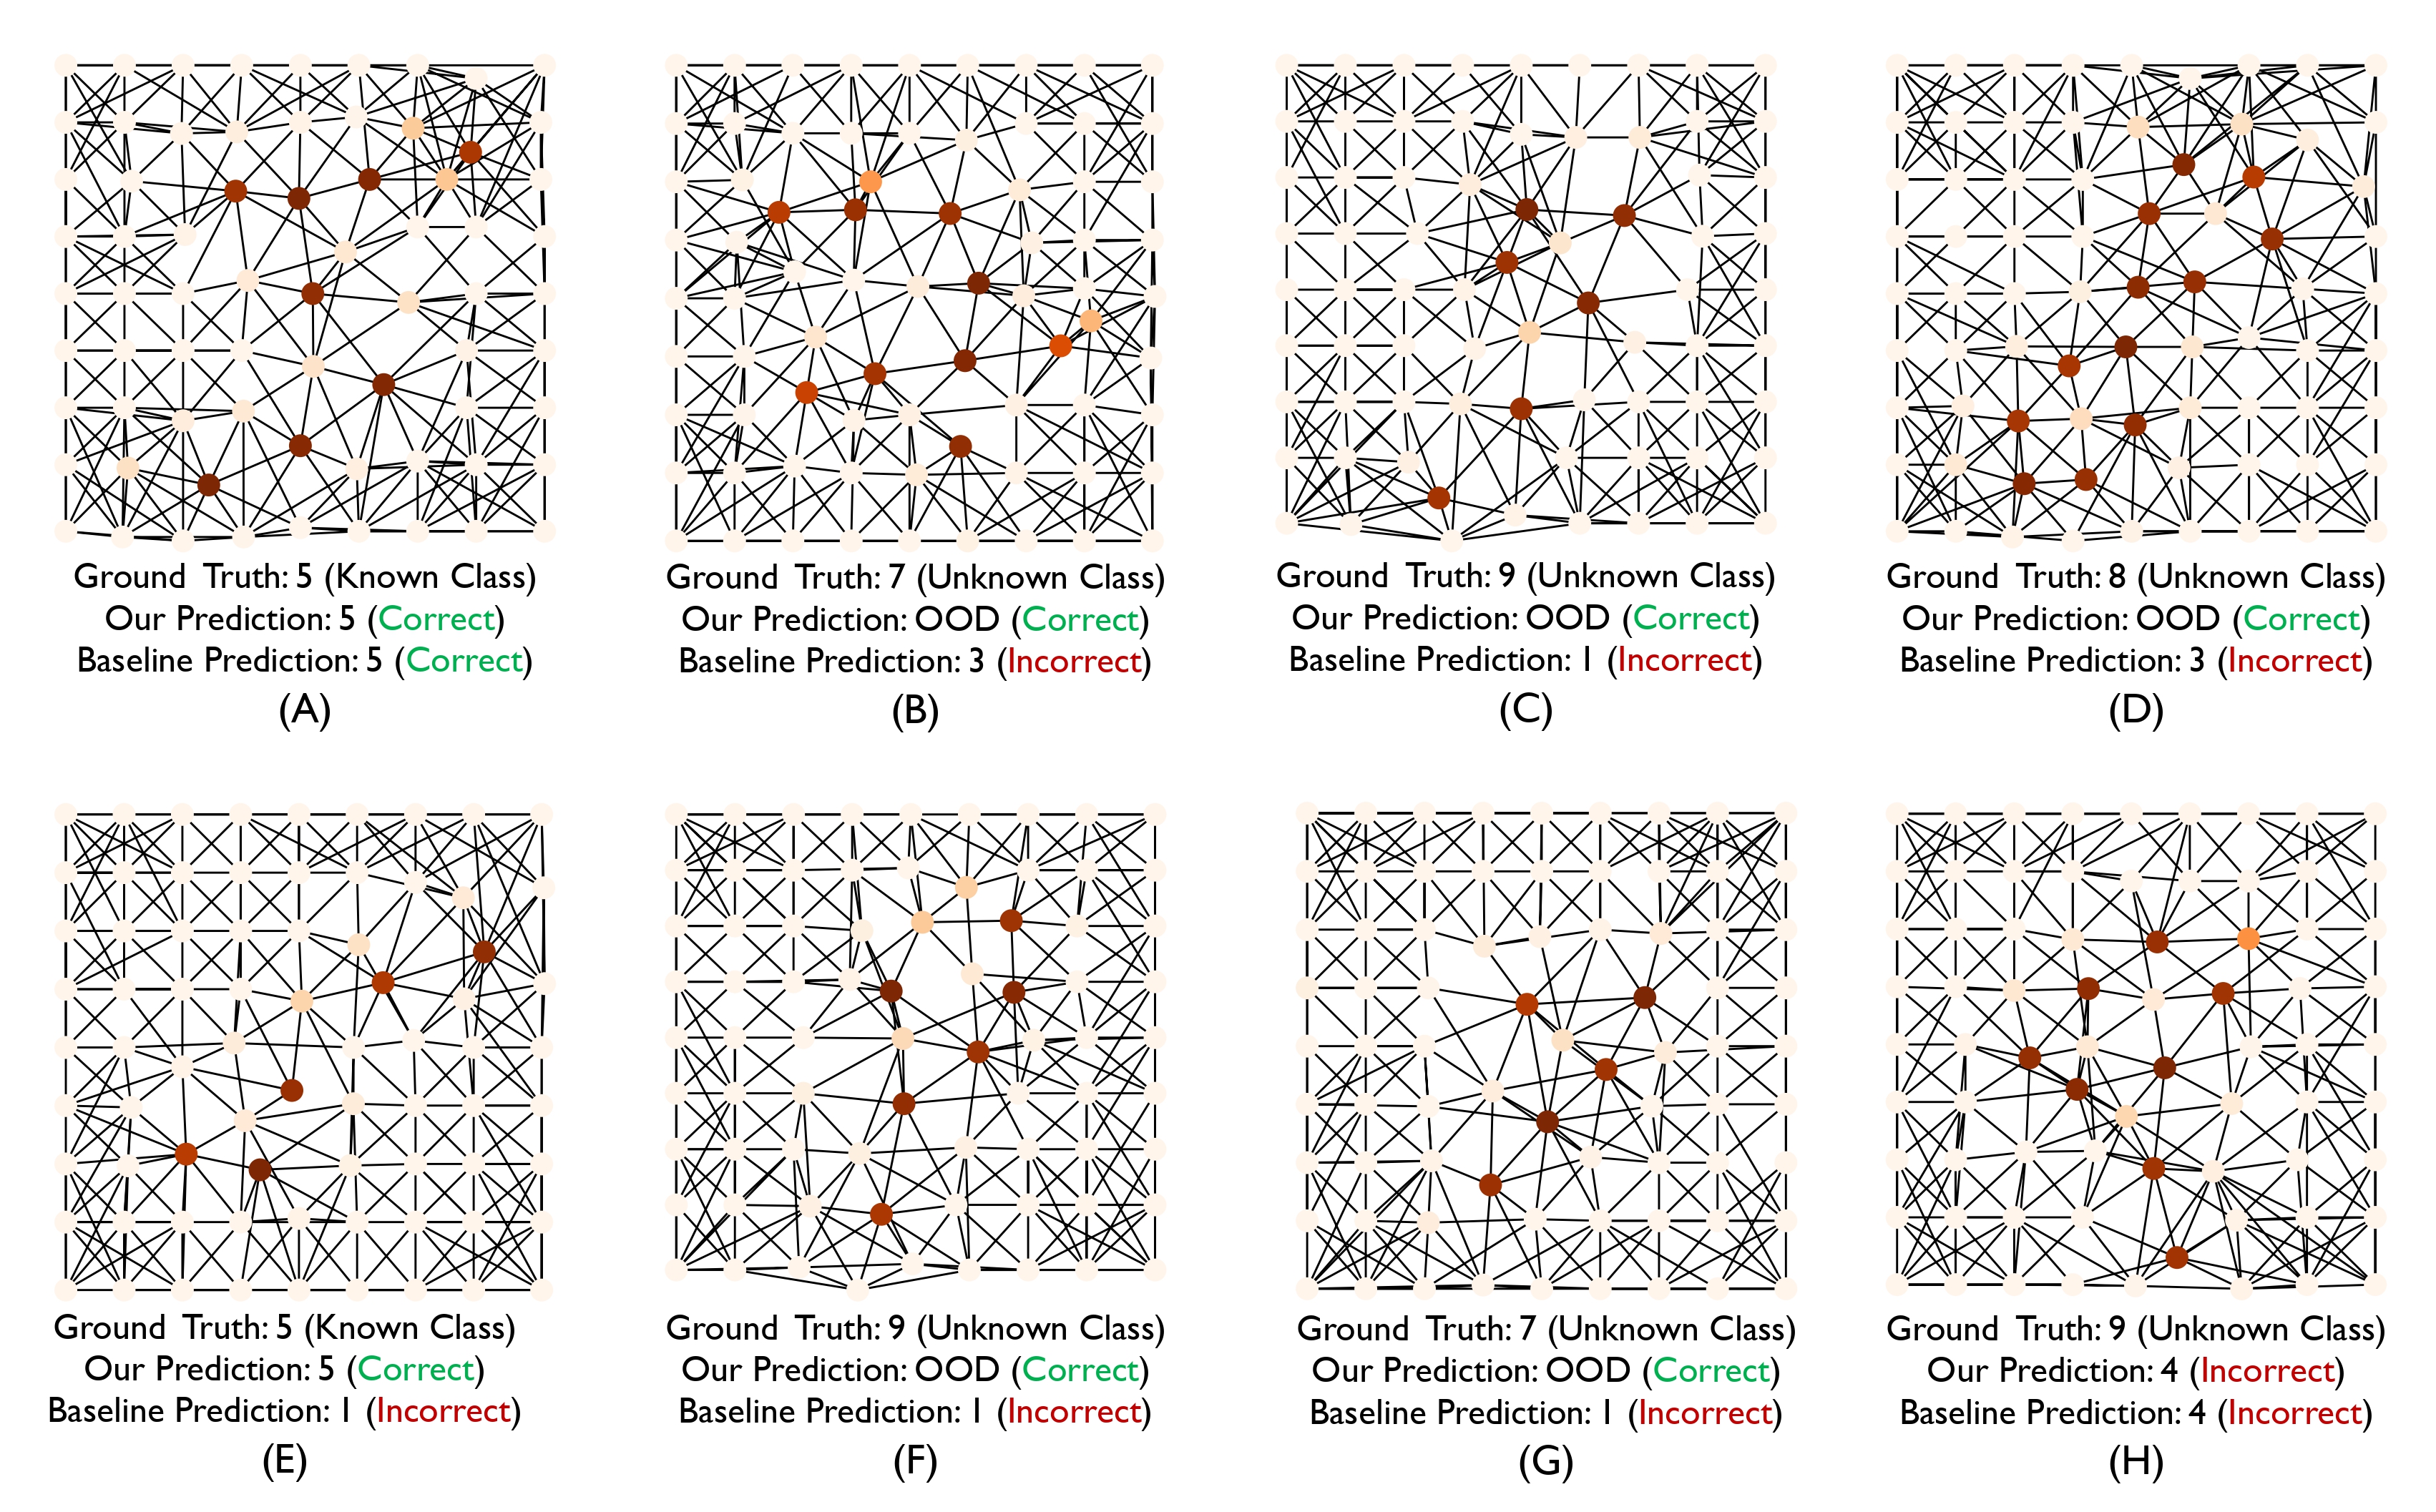 Ground Truth: 5 (Known Class)
Our Prediction: 5 (Correct)
Baseline Prediction: 5 (Correct)
(A)
Ground Truth: 7 (Unknown Class)
Our Prediction: OOD (Correct)
Baseline Prediction: 3 (Incorrect)
(B)
Ground Truth: 9 (Unknown Class)
Our Prediction: OOD (Correct)
Baseline Prediction: 1 (Incorrect)
(C)
Ground Truth: 8 (Unknown Class)
Our Prediction: OOD (Correct)
Baseline Prediction: 3 (Incorrect)
(D)
Ground Truth: 5 (Known Class)
Our Prediction: 5 (Correct)
Baseline Prediction: 1 (Incorrect)
(E)
Ground Truth: 9 (Unknown Class)
Our Prediction: OOD (Correct)
Baseline Prediction: 1 (Incorrect)
(F)
Ground Truth: 7 (Unknown Class)
Our Prediction: OOD (Correct)
Baseline Prediction: 1 (Incorrect)
(G)
Ground Truth: 9 (Unknown Class)
Our Prediction: 4 (Incorrect)
Baseline Prediction: 4 (Incorrect)
(H)